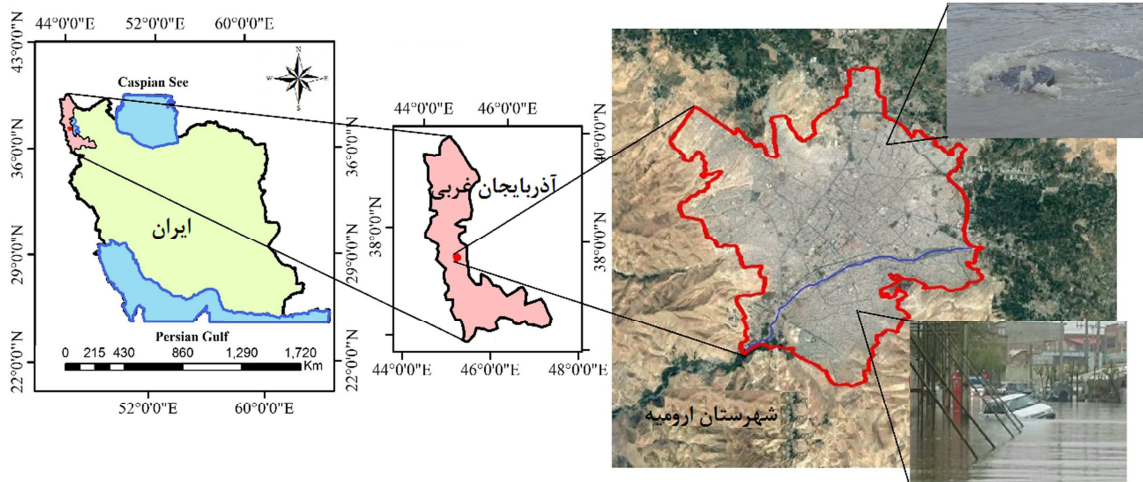 44°0'0"E 52°0'0"E 60°0'0"E
43°0'0"N
36°0'0"N
29°0'0"N
22°0'0"N
N
W E
S
Caspian See
ایران
Persian Gulf
0 215 430 860 1,290 1,720
Km
36°0'0"N
29°0'0"N
22°0'0"N
52°0'0"E 60°0'0"E
44°0'0"E 46°0'0"E
38°0'0"N
آذربایجان غربی
40°0'0"N
38°0'0"N
44°0'0"E 46°0'0"E 48°0'0"E
شهرستان ارومیه